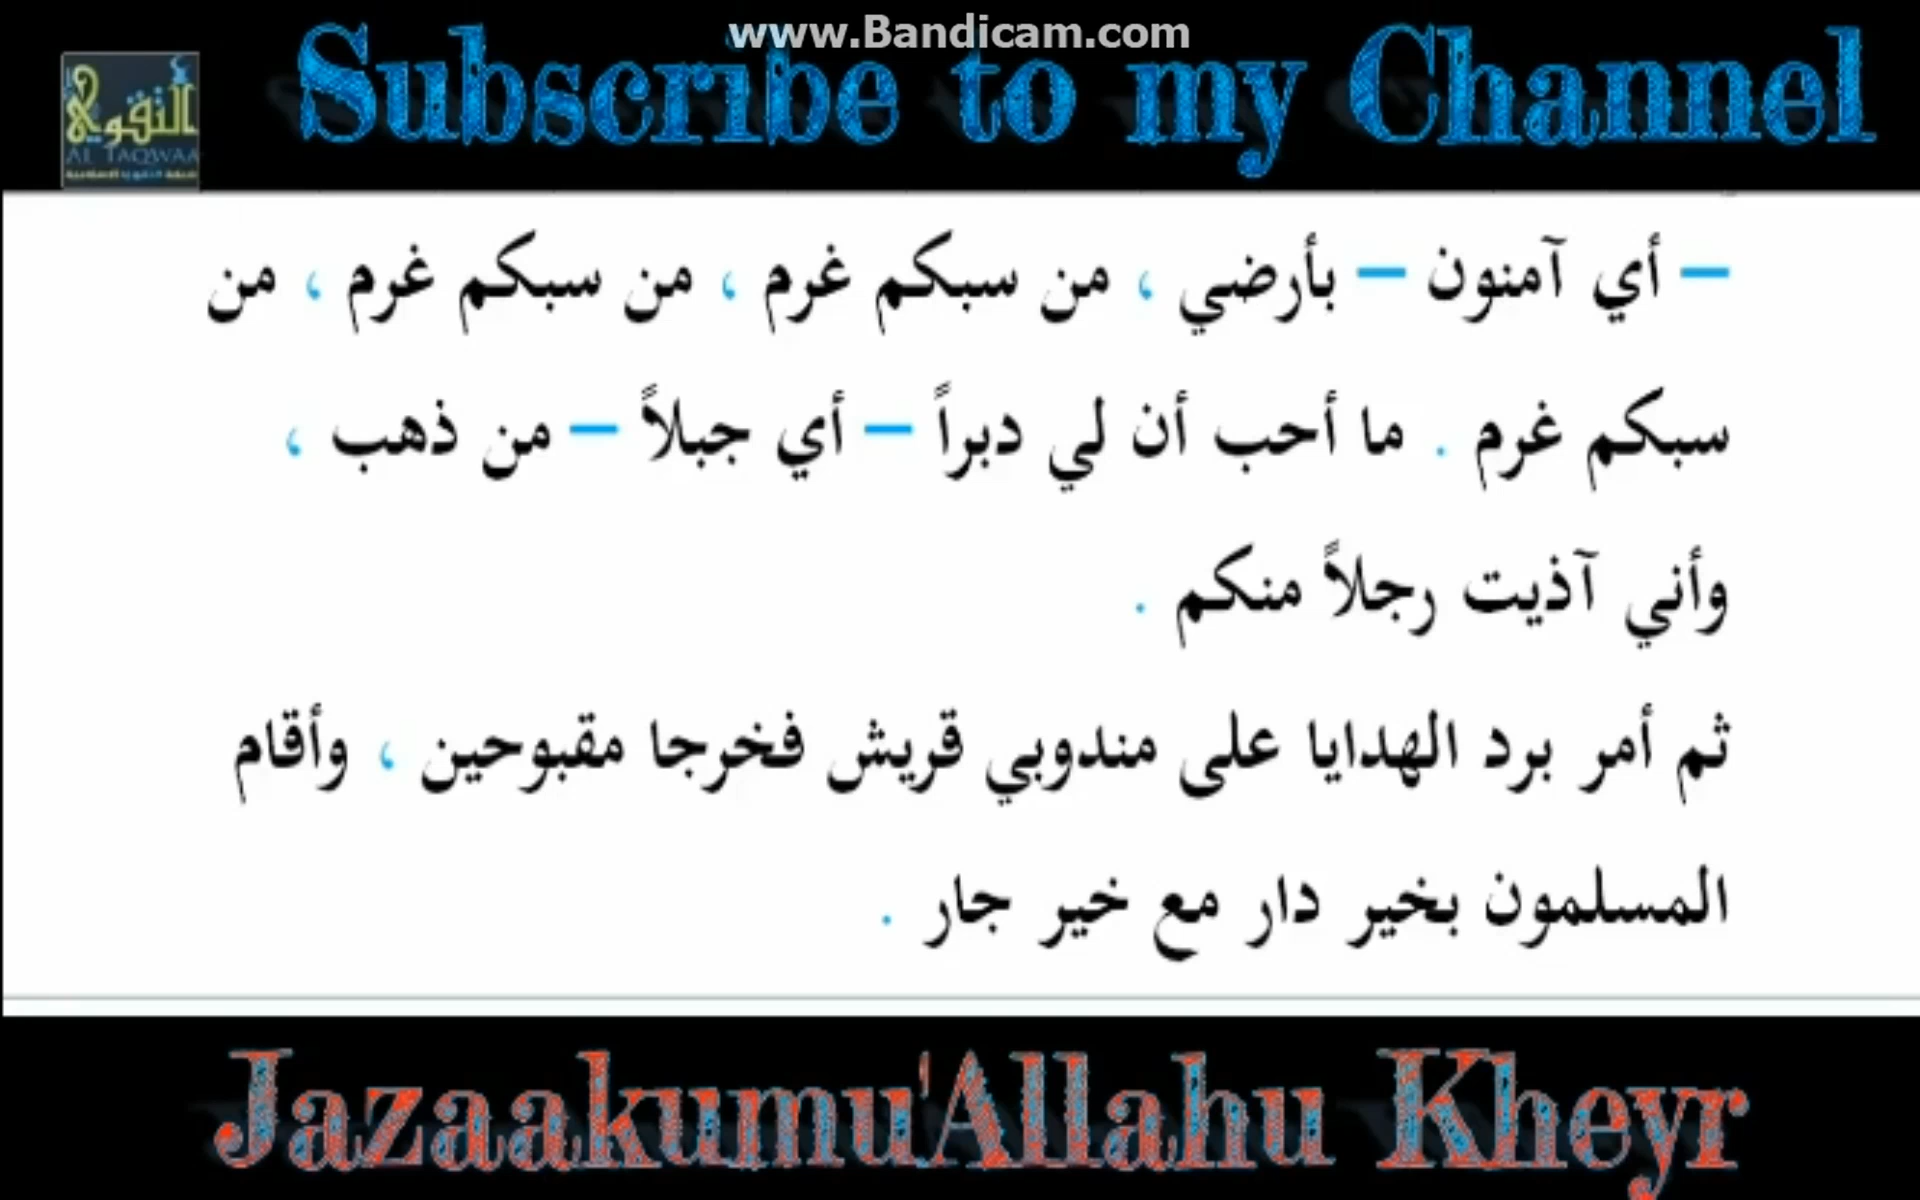 www.Bandicam.com
Subscribe to my Channel
التقوى
AL TAQWAA
– أي آمنون – بأرضي ، من سبكم غرم ، من سبكم غرم ، من
سبكم غرم . ما أحب أن لي دبراً – أي جبلاً – من ذهب ،
وأني آذيت رجلاً منكم .
ثم أمر برد الهدايا على مندوبي قريش فخرجا مقبوحين ، وأقام
المسلمون بخير دار مع خير جار .
Jazaakumu'Allahu Kheyr